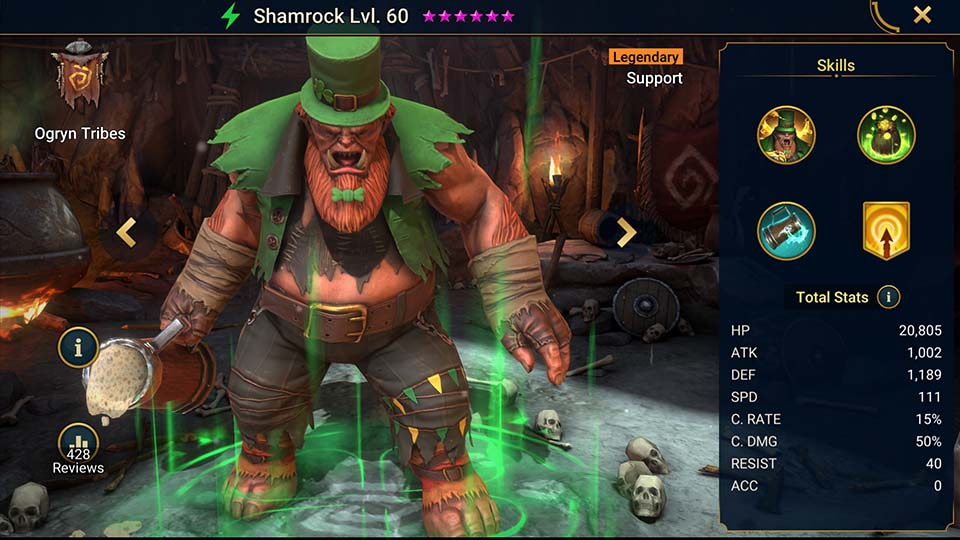 Shamrock Lvl. 60
Legendary
Support
Skills
Ogryn Tribes
Total Stats
HP 20,805
ATK 1,002
DEF 1,189
SPD 111
C. RATE 15%
C. DMG 50%
RESIST 40
ACC 0
428
Reviews